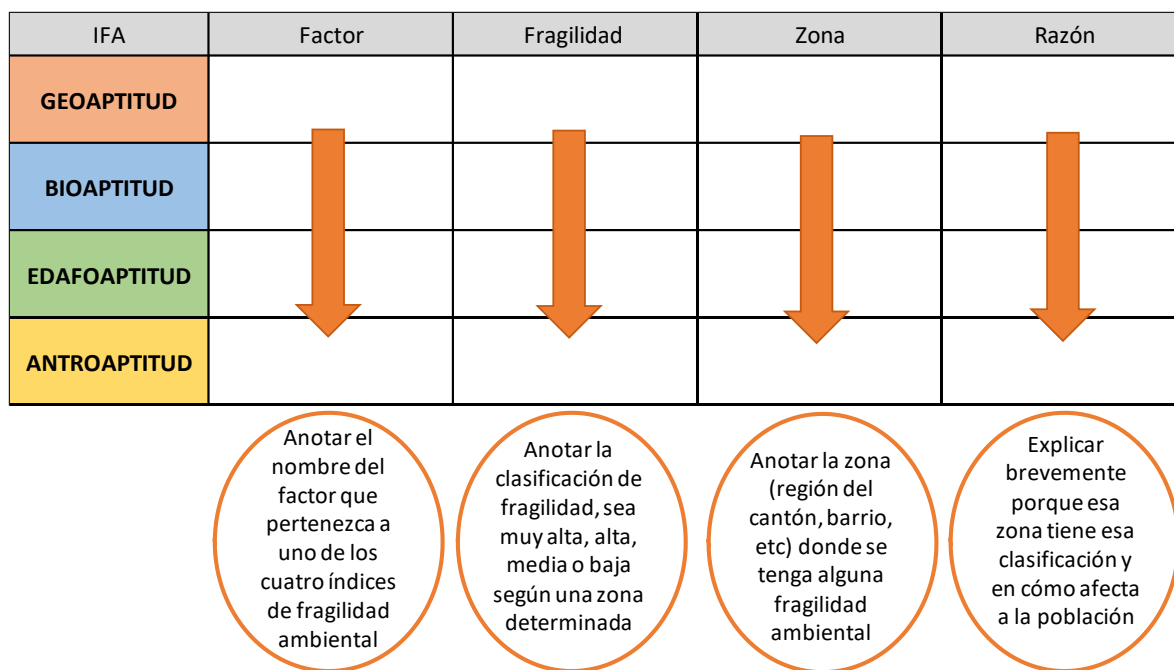 IFA
Factor
Fragilidad
Zona
Razón
GEOAPTITUD
BIOAPTITUD
EDAFOAPTITUD
ANTROAPTITUD
Anotar el
nombre del
factor que
pertenezca a
uno de los
cuatro índices
de fragilidad
ambiental
Anotar la
clasificación de
fragilidad, sea
muy alta, alta,
media o baja
según una zona
determinada
Anotar la zona
(región del
cantón, barrio,
etc) donde se
tenga alguna
fragilidad
ambiental
Explicar
brevemente
porque esa
zona tiene esa
clasificación y
en cómo afecta
a la población